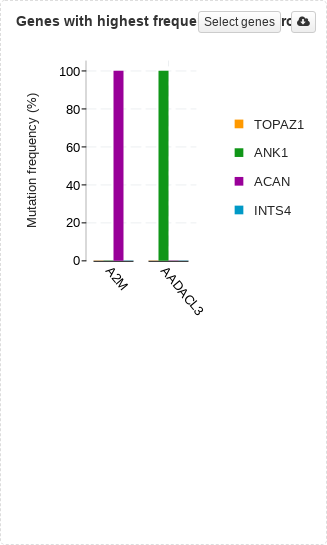 Genes with highest freque
Select genes
Mutation frequency (%)
100
80
60
40
20
0
A2M
AADACL3
TOPAZ1
ANK1
ACAN
INTS4